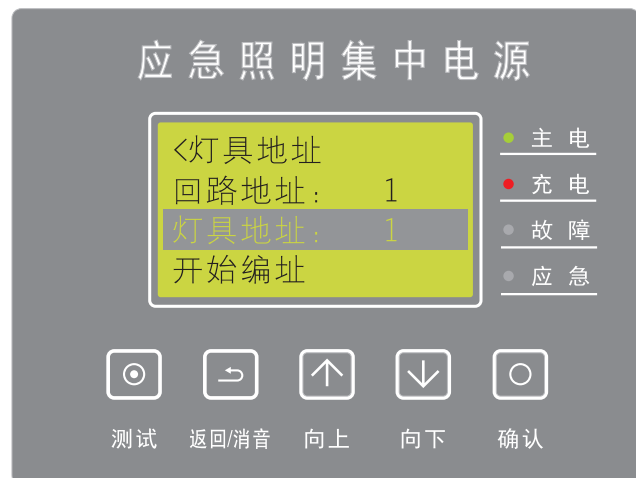 应急照明集中电源
<灯具地址
回路地址: 1
灯具地址: 1
开始编址
主电
充电
故障
应急
测试 返回/消音 向上 向下 确认